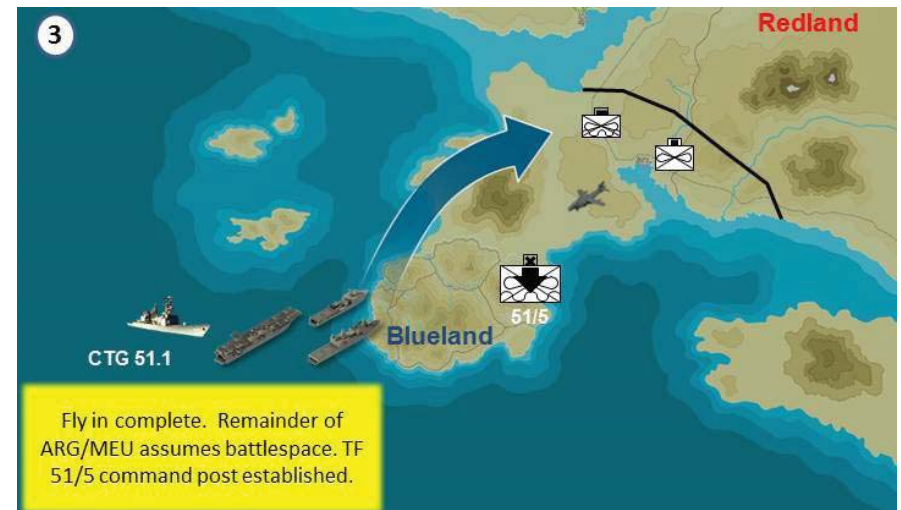 3
Redland
51/5
Blueland
CTG 51.1
Fly in complete. Remainder of
ARG/MEU assumes battlespace. TF
51/5 command post established.